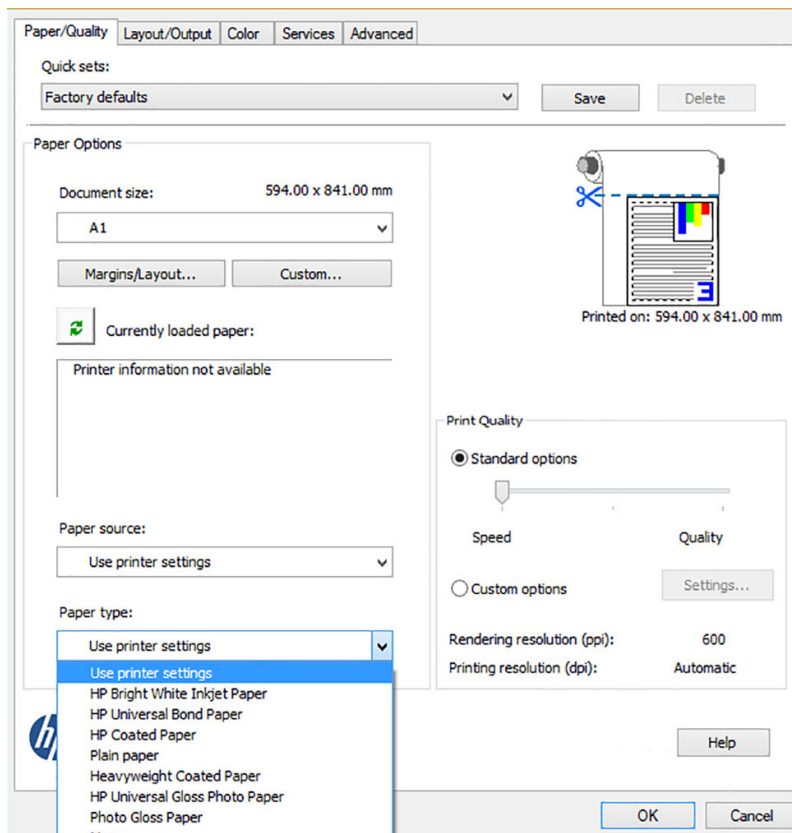 Paper/Quality Layout/Output Color Services Advanced
Quick sets:
Factory defaults Save Delete
Paper Options
Document size: 594.00 x 841.00 mm
A1
Margins/Layout... Custom...
Currently loaded paper:
Printer information not available
Printed on: 594.00 x 841.00 mm
Print Quality
Standard options
Speed Quality
Custom options Settings...
Rendering resolution (ppi): 600
Printing resolution (dpi): Automatic
Paper source:
Use printer settings
Paper type:
Use printer settings
Use printer settings
HP Bright White Inkjet Paper
HP Universal Bond Paper
HP Coated Paper
Plain paper
Heavyweight Coated Paper
HP Universal Gloss Photo Paper
Photo Gloss Paper
hp
Help
OK Cancel